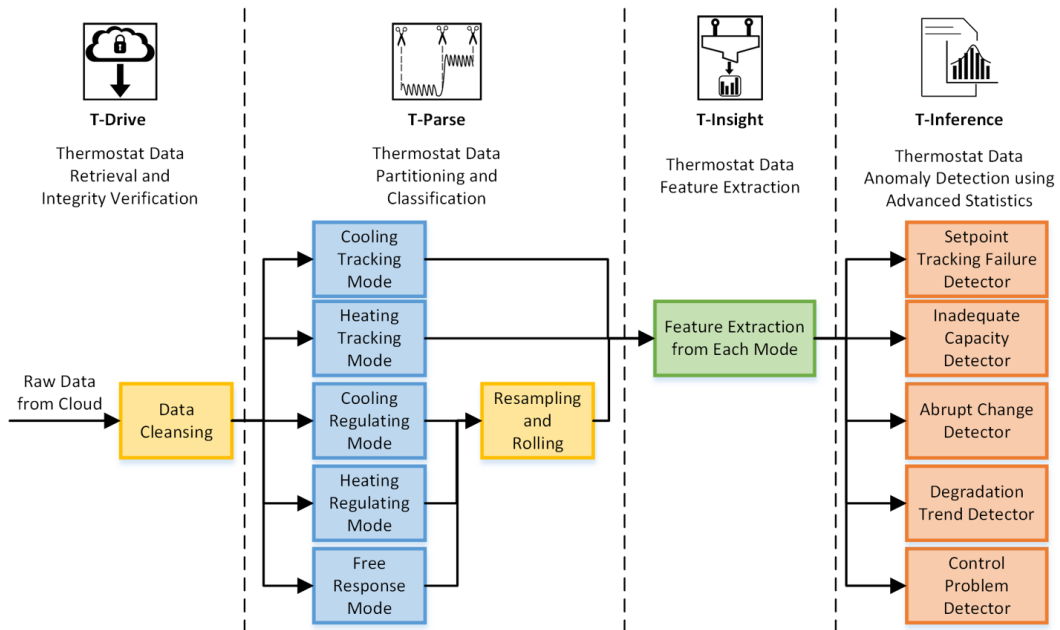 T-Drive
Thermostat Data
Retrieval and
Integrity Verification
Raw Data
from Cloud
Data
Cleansing
T-Parse
Thermostat Data
Partitioning and
Classification
Cooling
Tracking
Mode
Heating
Tracking
Mode
Cooling
Regulating
Mode
Heating
Regulating
Mode
Free
Response
Mode
Resampling
and
Rolling
T-Insight
Thermostat Data
Feature Extraction
Feature Extraction
from Each Mode
T-Inference
Thermostat Data
Anomaly Detection using
Advanced Statistics
Setpoint
Tracking Failure
Detector
Inadequate
Capacity
Detector
Abrupt Change
Detector
Degradation
Trend Detector
Control
Problem
Detector